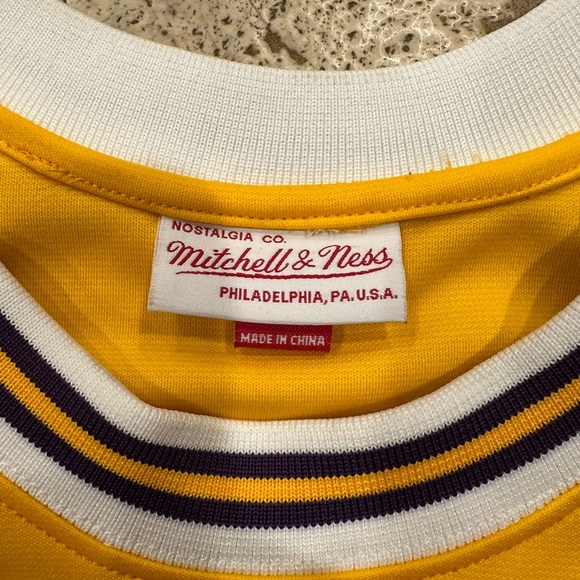 NOSTALGIA CO.
Mitchell & Ness
PHILADELPHIA, PA. U.S.A.
MADE IN CHINA